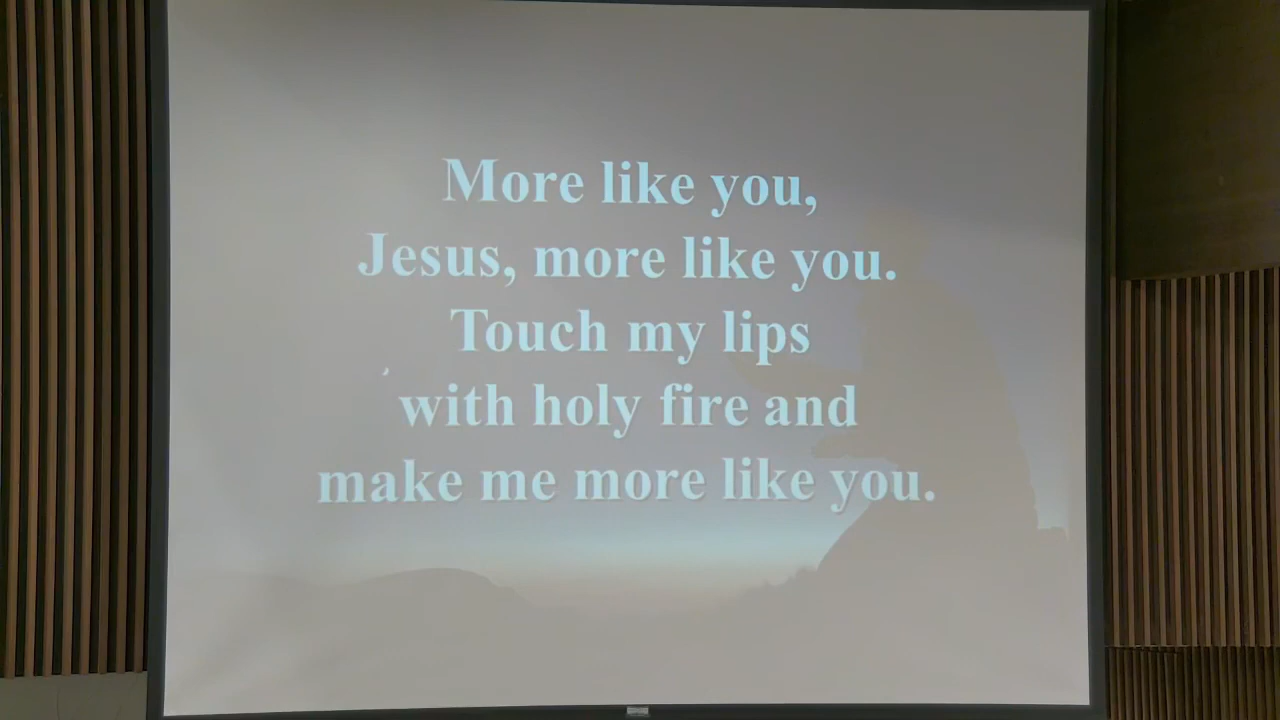 More like you,
Jesus, more like you.
Touch my lips
with holy fire and
make me more like you.